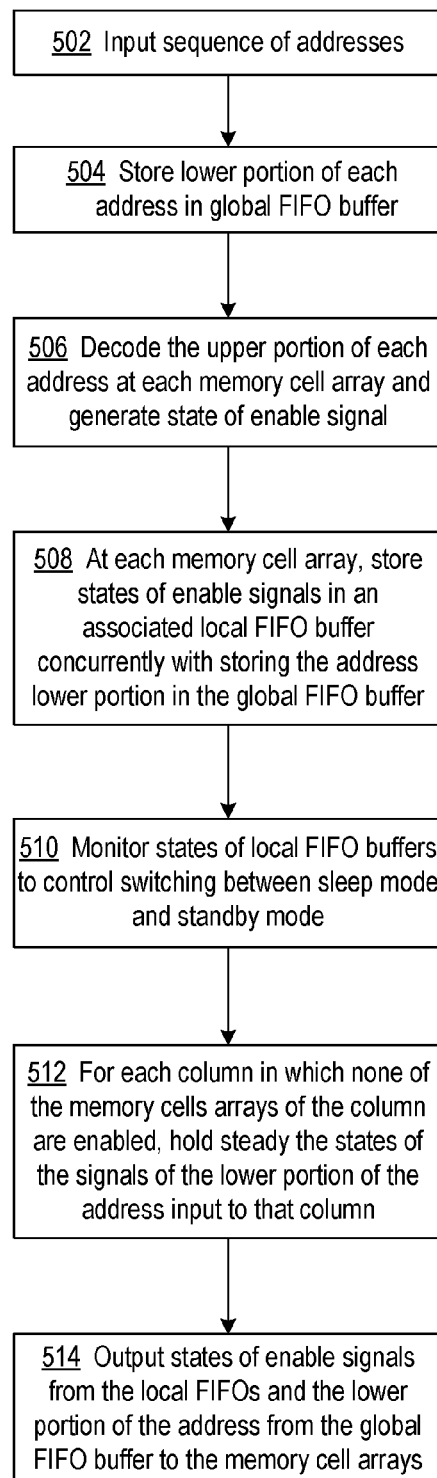 502 Input sequence of addresses
504 Store lower portion of each
address in global FIFO buffer
506 Decode the upper portion of each
address at each memory cell array and
generate state of enable signal
508 At each memory cell array, store
states of enable signals in an
associated local FIFO buffer
concurrently with storing the address
lower portion in the global FIFO buffer
510 Monitor states of local FIFO buffers
to control switching between sleep mode
and standby mode
512 For each column in which none of
the memory cells arrays of the column
are enabled, hold steady the states of
the signals of the lower portion of the
address input to that column
514 Output states of enable signals
from the local FIFOs and the lower
portion of the address from the global
FIFO buffer to the memory cell arrays